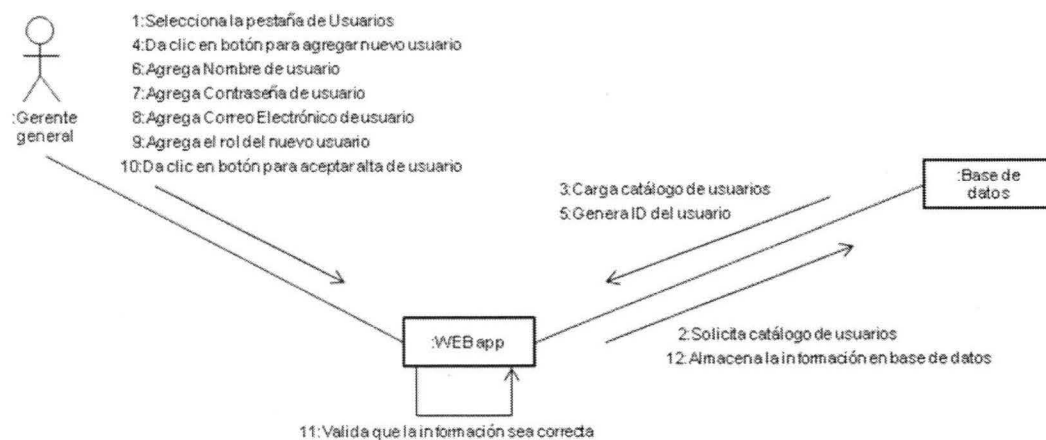 1:Selecciona la pestaña de Usuarios
4:Da clic en botón para agregar nuevo usuario
6:Agrega Nombre de usuario
7:Agrega Contraseña de usuario
8:Agrega Correo Electrónico de usuario
9:Agrega el rol del nuevo usuario
10:Da clic en botón para aceptar alta de usuario
:Gerente
general
3:Carga catálogo de usuarios
5:Genera ID del usuario
:Base de
datos
:WEB app
2:Solicita catálogo de usuarios
12:Almacena la información en base de datos
11:Valida que la información sea correcta